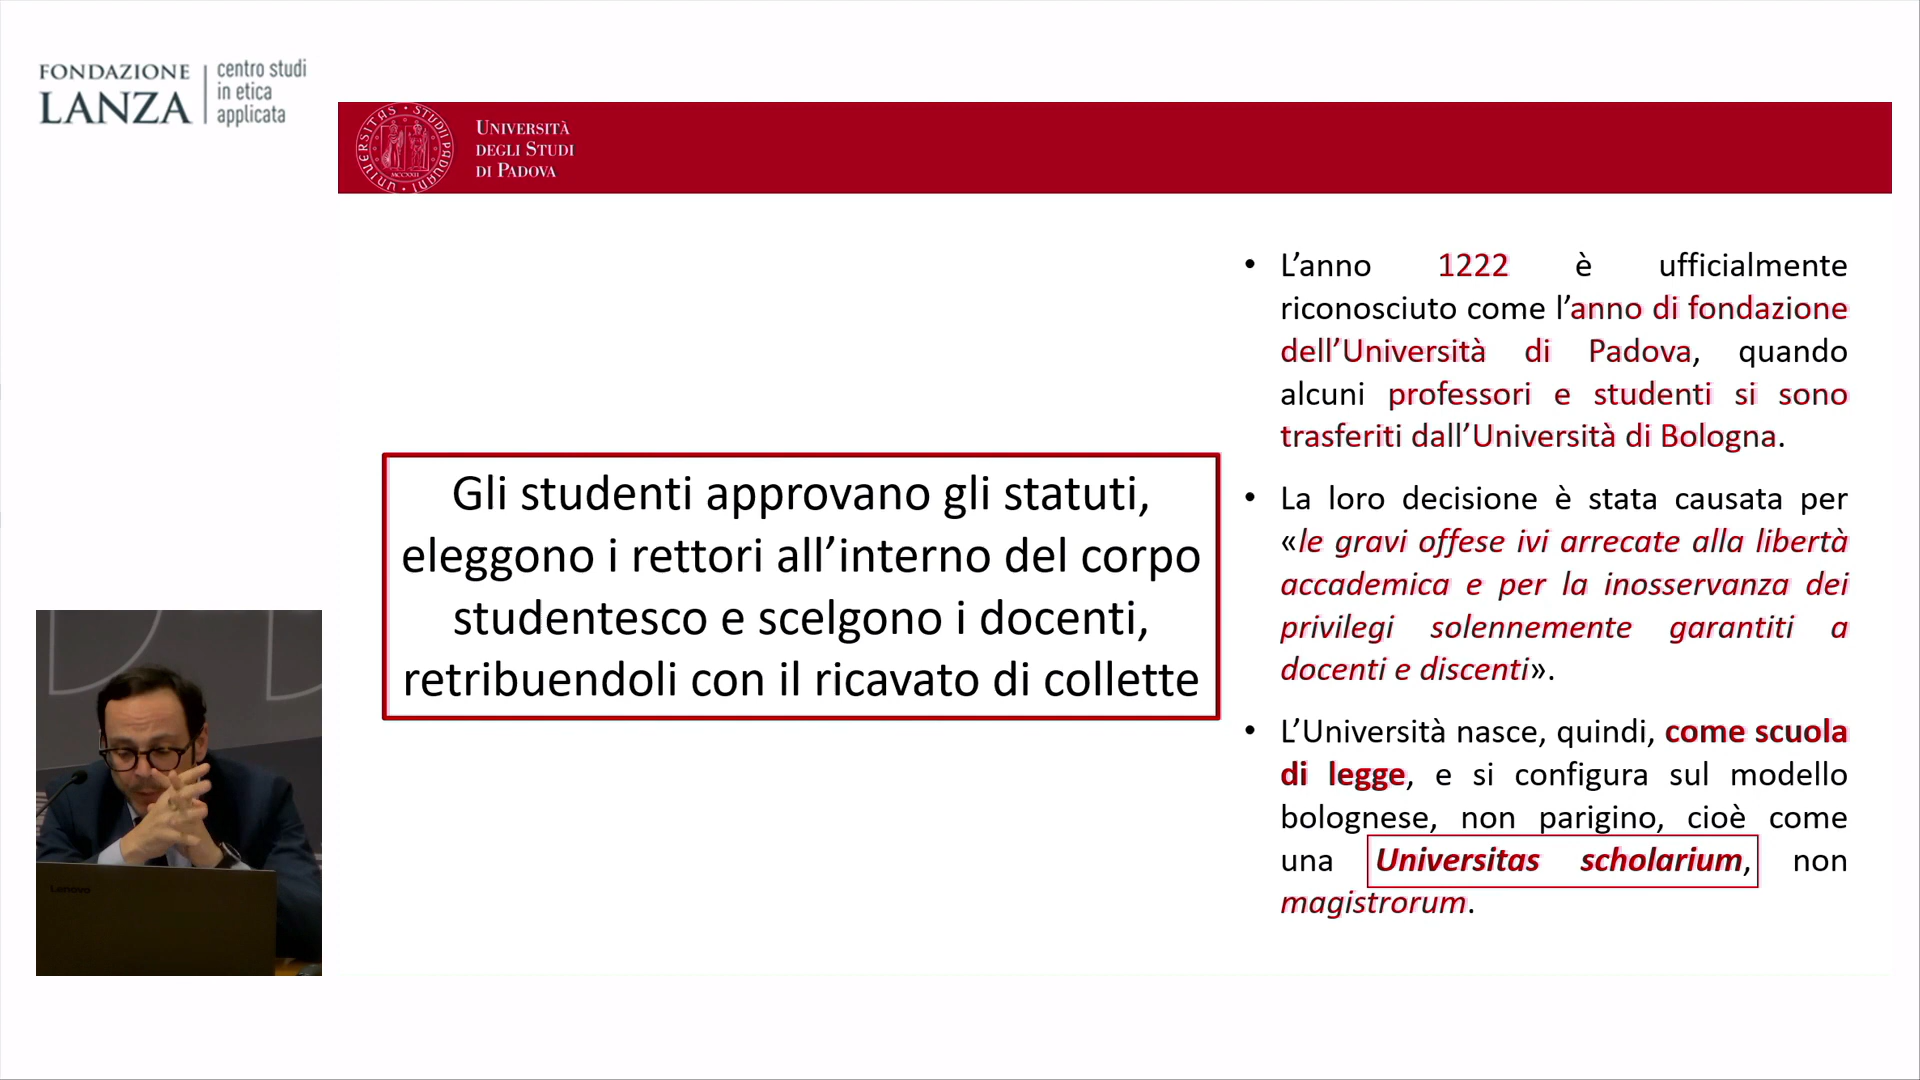 FONDAZIONE
LANZA
centro studi
in etica
applicata
UNIVERSITAS STUDII PADUANI
MCCXXII
UNIVERSITÀ
DEGLI STUDI
DI PADOVA
Gli studenti approvano gli statuti,
eleggono i rettori all’interno del corpo
studentesco e scelgono i docenti,
retribuendoli con il ricavato di collette
• L’anno 1222 è ufficialmente
riconosciuto come l’anno di fondazione
dell’Università di Padova, quando
alcuni professori e studenti si sono
trasferiti dall’Università di Bologna.
• La loro decisione è stata causata per
«le gravi offese ivi arrecate alla libertà
accademica e per la inosservanza dei
privilegi solennemente garantiti a
docenti e discenti».
• L’Università nasce, quindi, come scuola
di legge, e si configura sul modello
bolognese, non parigino, cioè come
una Universitas scholarium, non
magistrorum.
Lenovo